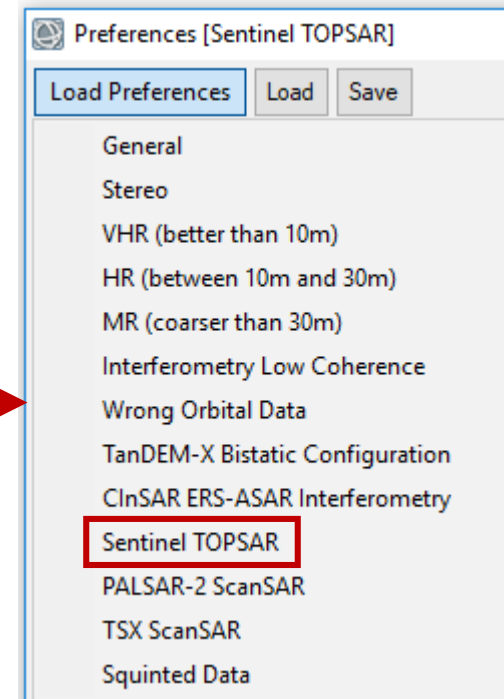 Preferences [Sentinel TOPSAR]
Load Preferences Load Save
General
Stereo
VHR (better than 10m)
HR (between 10m and 30m)
MR (coarser than 30m)
Interferometry Low Coherence
Wrong Orbital Data
TanDEM-X Bistatic Configuration
CInSAR ERS-ASAR Interferometry
Sentinel TOPSAR
PALSAR-2 ScanSAR
TSX ScanSAR
Squinted Data